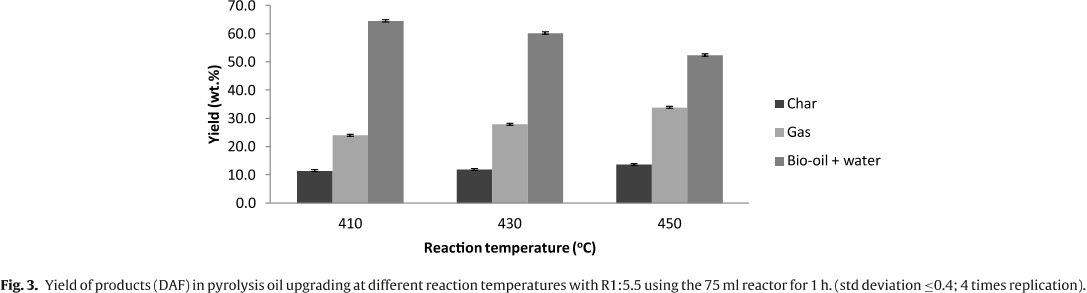 70.0
60.0
50.0
40.0
30.0
20.0
10.0
0.0
Yield (wt.%)
410
430
450
Reaction temperature (ºC)
Char
Gas
Bio-oil + water
Fig. 3. Yield of products (DAF) in pyrolysis oil upgrading at different reaction temperatures with R1:5.5 using the 75 ml reactor for 1 h. (std deviation ≤0.4; 4 times replication).